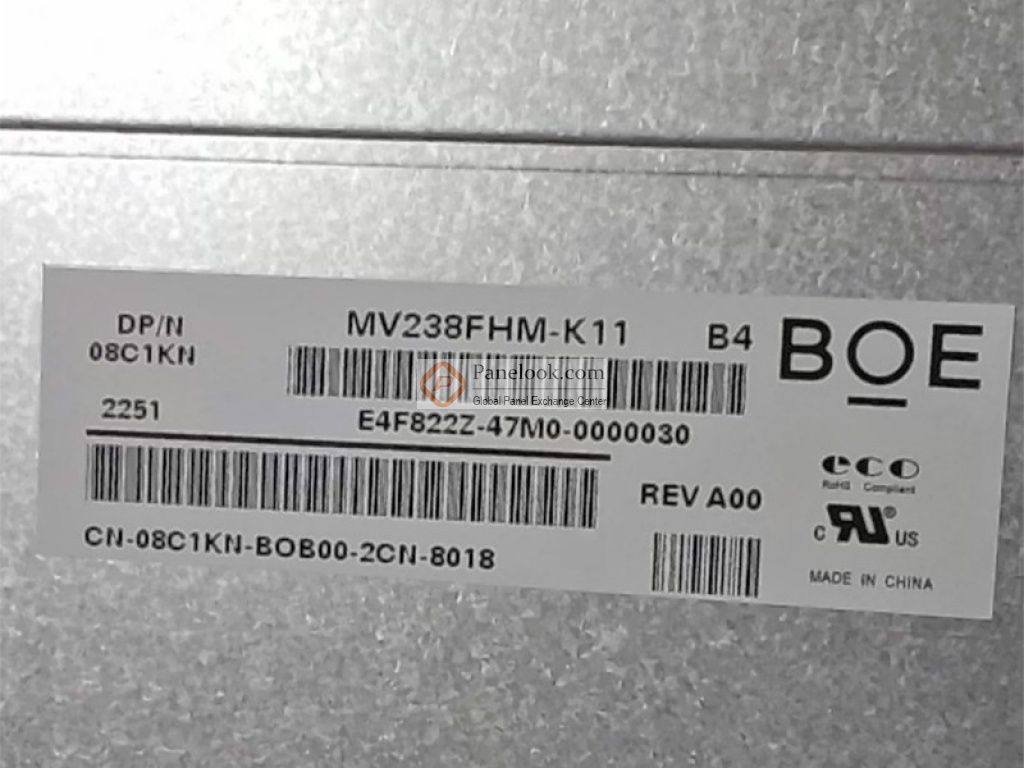 DP/N
08C1KN
MV238FHM-K11
B4
BOE
Panelook.com
Global Panel Exchange Center
2251
E4F822Z-47M0-0000030
eco
RoHS Compliant
REV A00
c RU® US
CN-08C1KN-BOB00-2CN-8018
MADE IN CHINA